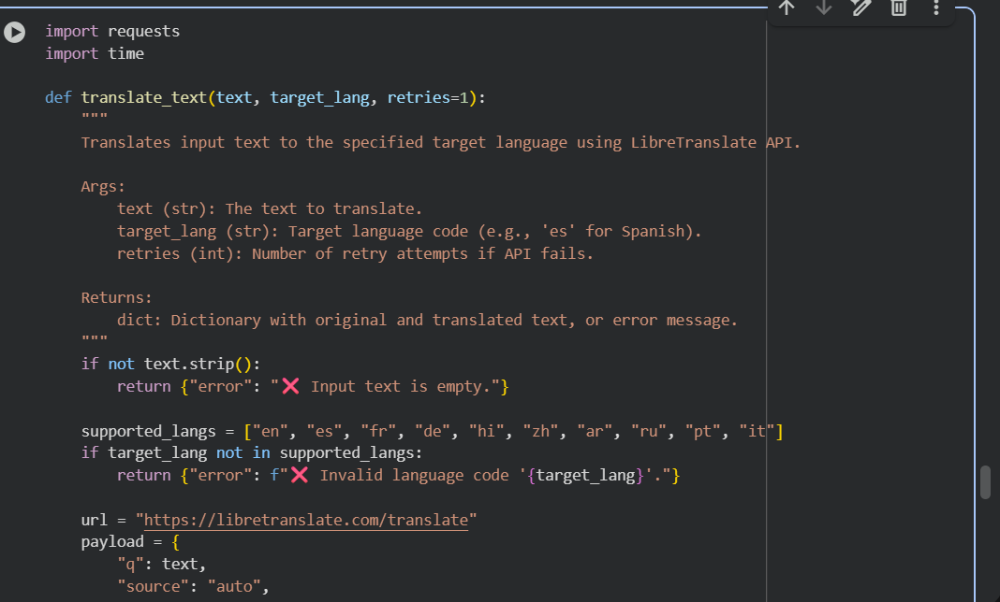 import requests
import time
def translate_text(text, target_lang, retries=1):
"""
Translates input text to the specified target language using LibreTranslate API.
Args:
text (str): The text to translate.
target_lang (str): Target language code (e.g., 'es' for Spanish).
retries (int): Number of retry attempts if API fails.
Returns:
dict: Dictionary with original and translated text, or error message.
"""
if not text.strip():
return {"error": "❌ Input text is empty."}
supported_langs = ["en", "es", "fr", "de", "hi", "zh", "ar", "ru", "pt", "it"]
if target_lang not in supported_langs:
return {"error": f"❌ Invalid language code '{target_lang}'."}
url = "https://libretranslate.com/translate"
payload = {
"q": text,
"source": "auto",